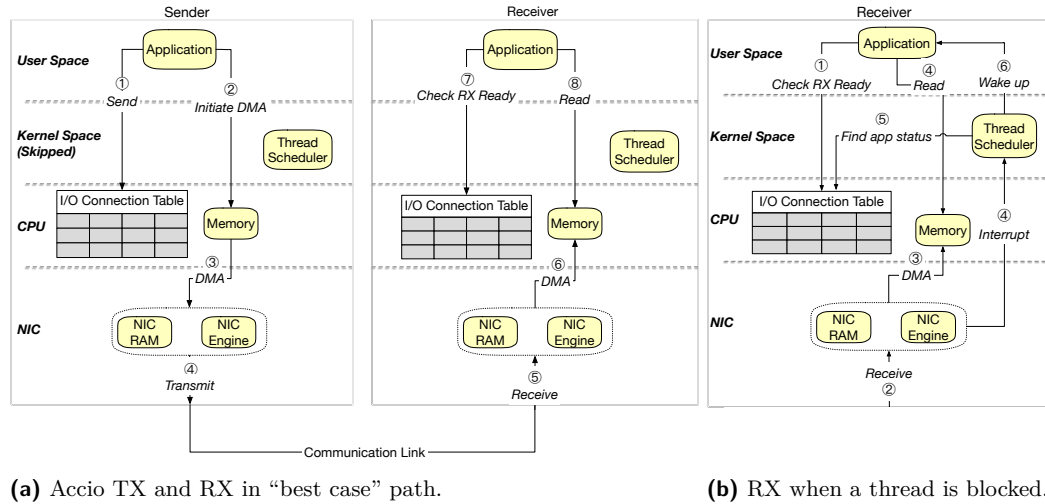 Sender
Receiver
Receiver
User Space
Application
①
Send
②
Initiate DMA
Kernel Space
(Skipped)
Thread
Scheduler
CPU
I/O Connection Table
Memory
③
DMA
NIC
NIC
RAM
NIC
Engine
④
Transmit
Application
⑦
Check RX Ready
⑧
Read
Thread
Scheduler
I/O Connection Table
Memory
⑥
DMA
NIC
RAM
NIC
Engine
⑤
Receive
Communication Link
User Space
Application
①
Check RX Ready
④
Read
⑥
Wake up
Kernel Space
⑤
Find app status
Thread
Scheduler
CPU
I/O Connection Table
Memory
④
Interrupt
③
DMA
NIC
NIC
RAM
NIC
Engine
Receive
②
(a) Accio TX and RX in “best case” path.
(b) RX when a thread is blocked.